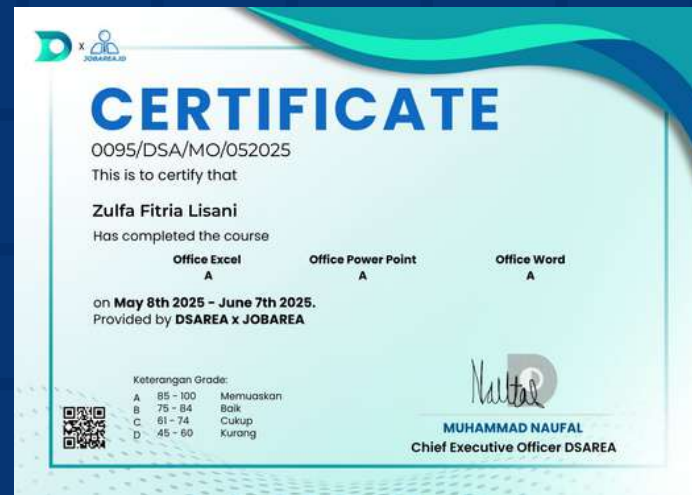 x
JOBAREA.ID
CERTIFICATE
0095/DSA/MO/052025
This is to certify that
Zulfa Fitria Lisani
Has completed the course
Office Excel Office Power Point Office Word
A A A
on May 8th 2025 - June 7th 2025.
Provided by DSAREA x JOBAREA
Keterangan Grade:
A 85 - 100 Memuaskan
B 75 - 84 Baik
C 61 - 74 Cukup
D 45 - 60 Kurang
Naufal
MUHAMMAD NAUFAL
Chief Executive Officer DSAREA